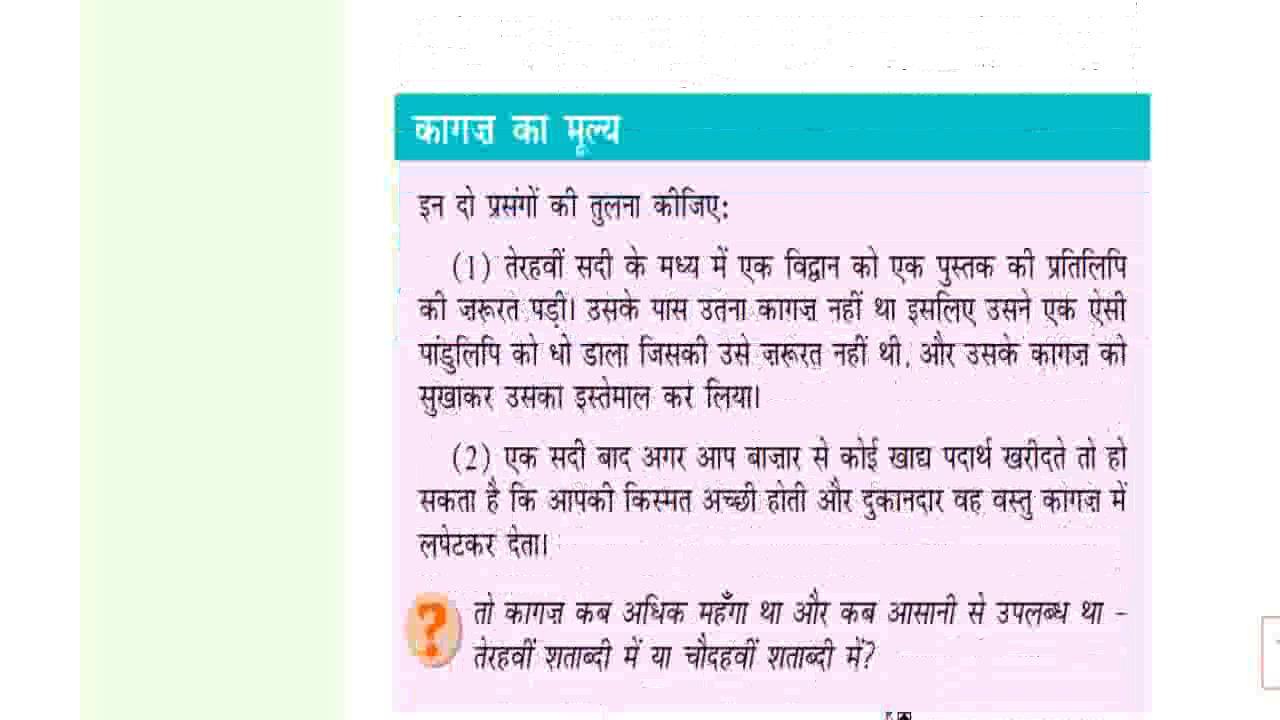 कागज़ का मूल्य
इन दो प्रसंगों की तुलना कीजिए:
(1) तेरहवीं सदी के मध्य में एक विद्वान को एक पुस्तक की प्रतिलिपि
की ज़रूरत पड़ी। उसके पास उतना कागज़ नहीं था इसलिए उसने एक ऐसी
पांडुलिपि को धो डाला जिसकी उसे ज़रूरत नहीं थी, और उसके कागज़ को
सुखाकर उसका इस्तेमाल कर लिया।
(2) एक सदी बाद अगर आप बाज़ार से कोई खाद्य पदार्थ खरीदते तो हो
सकता है कि आपकी किस्मत अच्छी होती और दुकानदार वह वस्तु कागज़ में
लपेटकर देता।
?
तो कागज़ कब अधिक महँगा था और कब आसानी से उपलब्ध था -
तेरहवीं शताब्दी में या चौदहवीं शताब्दी में?